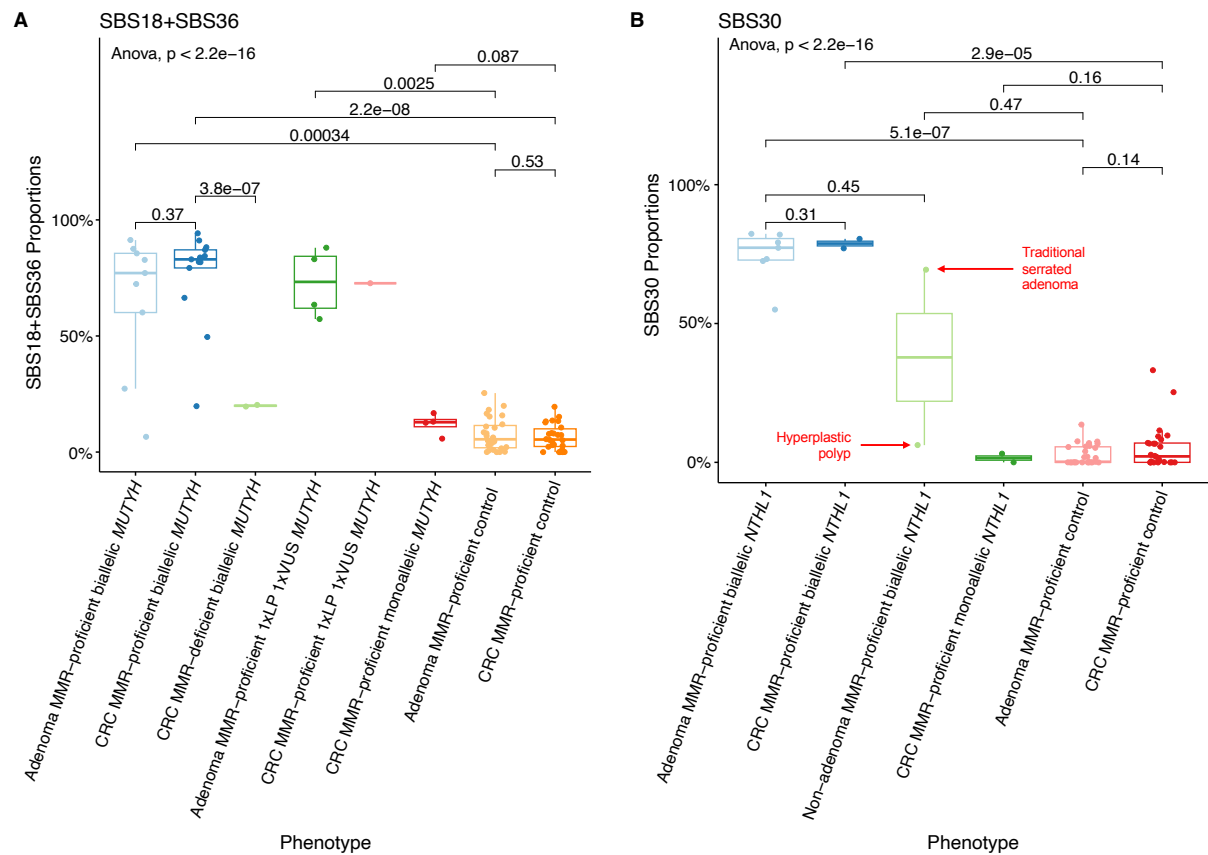 A
SBS18+SBS36
Anova, p < 2.2e−16
0.087
0.0025
2.2e−08
0.00034
0.53
3.8e−07
0.37
100%
50%
0%
SBS18+SBS36 Proportions
Adenoma MMR−proficient biallelic MUTYH
CRC MMR−proficient biallelic MUTYH
CRC MMR−deficient biallelic MUTYH
Adenoma MMR−proficient 1xLP 1xVUS MUTYH
CRC MMR−proficient 1xLP 1xVUS MUTYH
CRC MMR−proficient monoallelic MUTYH
Adenoma MMR−proficient control
CRC MMR−proficient control
Phenotype
B
SBS30
Anova, p < 2.2e−16
2.9e−05
0.16
0.47
5.1e−07
0.14
0.45
0.31
100%
50%
0%
SBS30 Proportions
Traditional
serrated
adenoma
Hyperplastic
polyp
Adenoma MMR−proficient biallelic NTHL1
CRC MMR−proficient biallelic NTHL1
Non−adenoma MMR−proficient biallelic NTHL1
CRC MMR−proficient monoallelic NTHL1
Adenoma MMR−proficient control
CRC MMR−proficient control
Phenotype